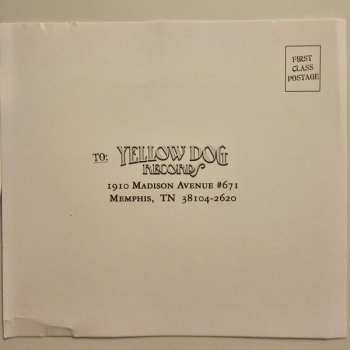 FIRST
CLASS
POSTAGE
TO: YELLOW DOG
RECORDS
1910 MADISON AVENUE #671
MEMPHIS, TN 38104-2620